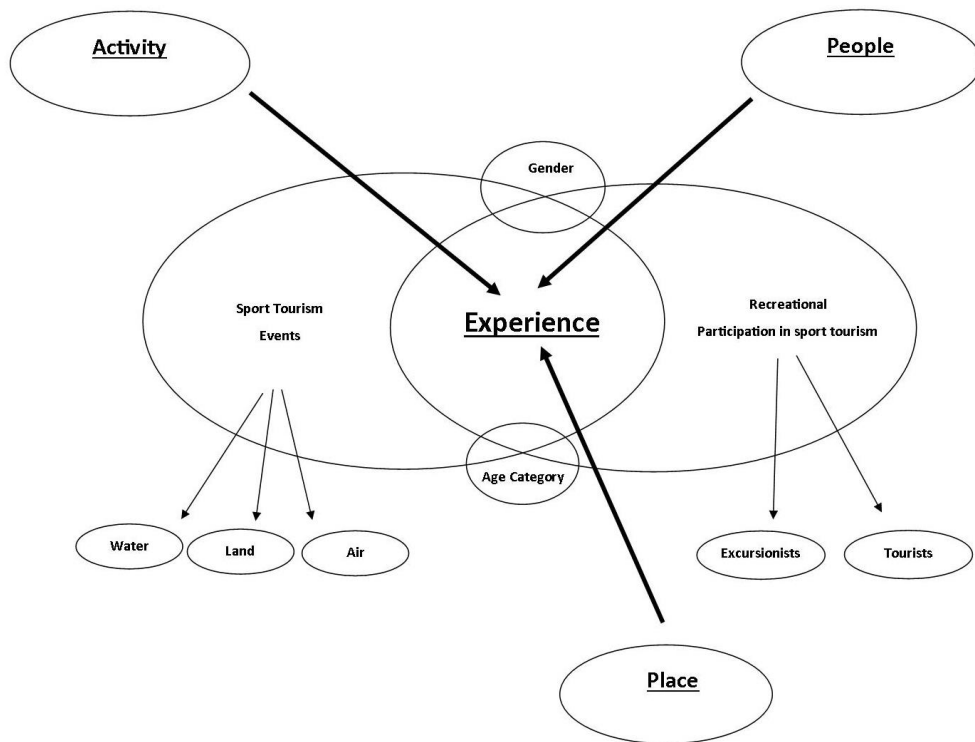 Activity
People
Gender
Sport Tourism
Events
Experience
Recreational
Participation in sport tourism
Age Category
Water
Land
Air
Excursionists
Tourists
Place